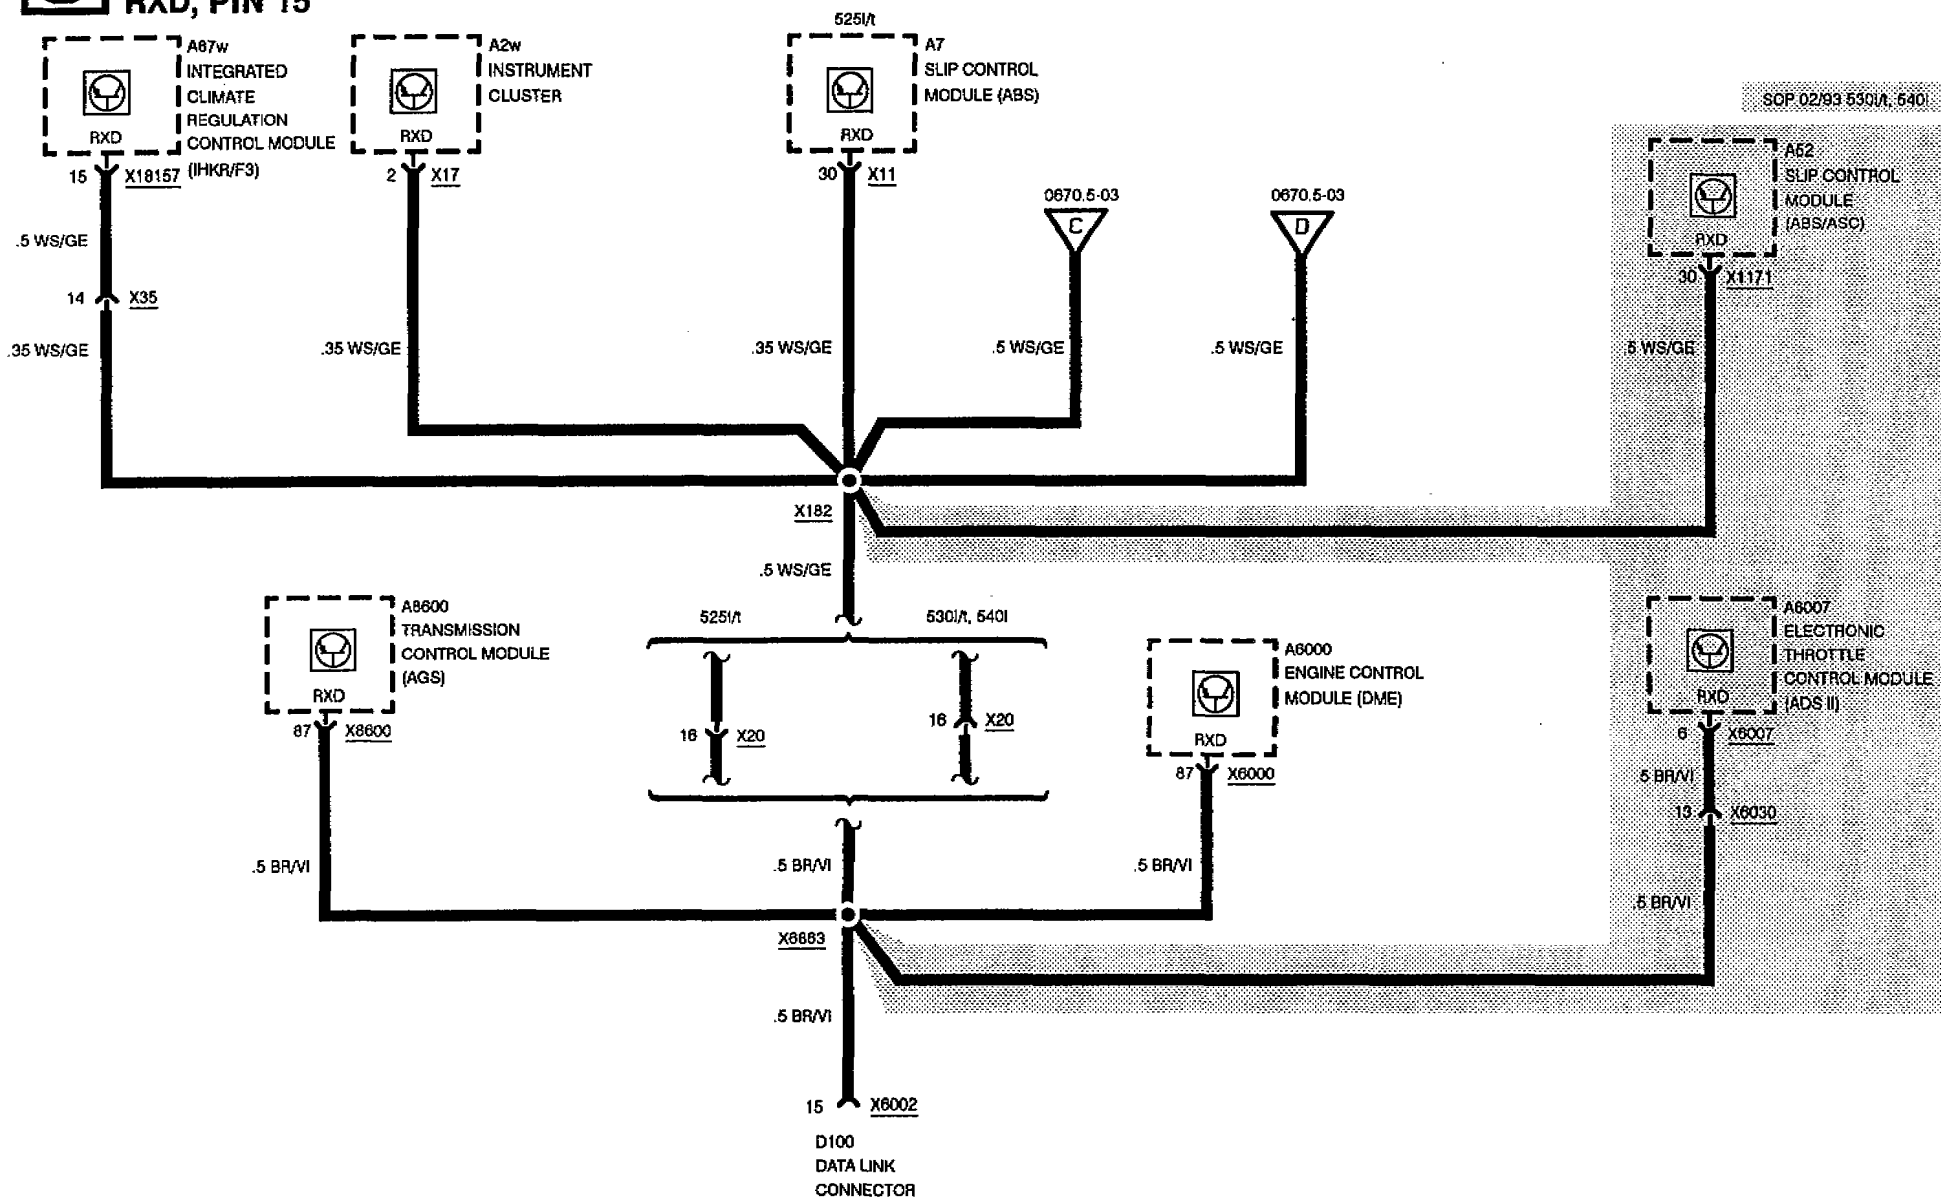 RXD, PIN 15
A67w
INTEGRATED
CLIMATE
REGULATION
CONTROL MODULE
(IHKR/F3)
RXD
15 X18157
.5 WS/GE
14 X35
.35 WS/GE
A2w
INSTRUMENT
CLUSTER
RXD
2 X17
.35 WS/GE
525i/t
A7
SLIP CONTROL
MODULE (ABS)
RXD
30 X11
.35 WS/GE
0670.5-03
C
.5 WS/GE
0670.5-03
D
.5 WS/GE
SOP 02/93 530i/t, 540i
A52
SLIP CONTROL
MODULE
(ABS/ASC)
RXD
30 X1171
.5 WS/GE
X182
.5 WS/GE
A8600
TRANSMISSION
CONTROL MODULE
(AGS)
RXD
87 X8600
.5 BR/VI
525i/t
16 X20
530i/t, 540i
16 X20
.5 BR/VI
A6000
ENGINE CONTROL
MODULE (DME)
RXD
87 X6000
.5 BR/VI
A6007
ELECTRONIC
THROTTLE
CONTROL MODULE
(ADS II)
RXD
6 X6007
.5 BR/VI
13 X6030
.5 BR/VI
X6663
.5 BR/VI
15 X6002
D100
DATA LINK
CONNECTOR